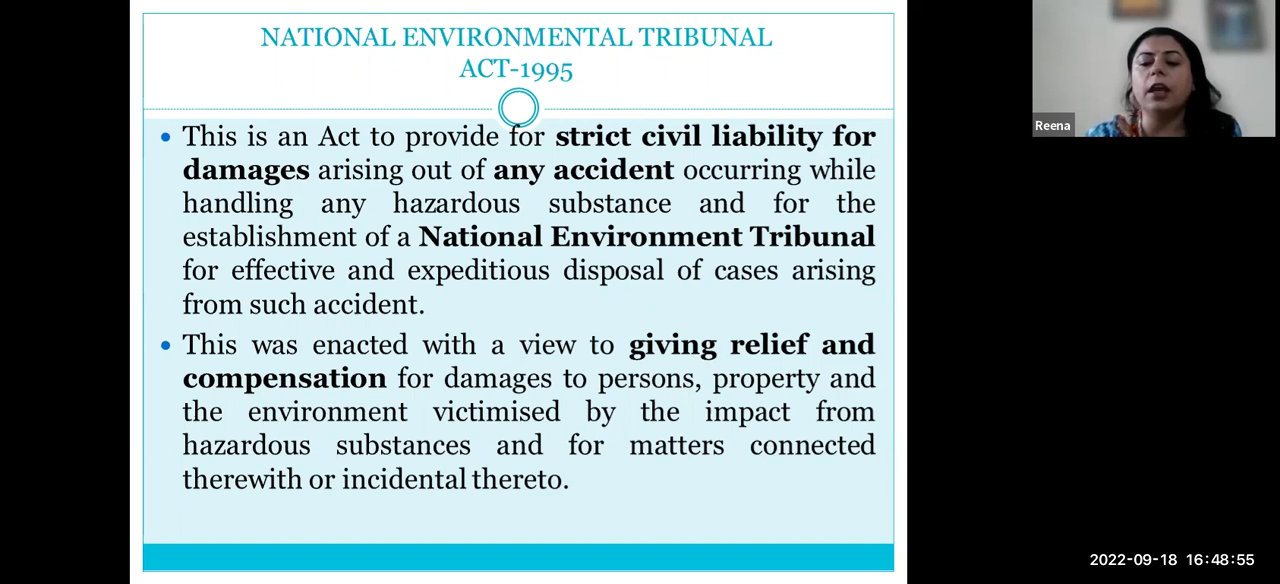 NATIONAL ENVIRONMENTAL TRIBUNAL
ACT-1995
This is an Act to provide for strict civil liability for
damages arising out of any accident occurring while
handling any hazardous substance and for the
establishment of a National Environment Tribunal
for effective and expeditious disposal of cases arising
from such accident.
This was enacted with a view to giving relief and
compensation for damages to persons, property and
the environment victimised by the impact from
hazardous substances and for matters connected
therewith or incidental thereto.
Reena
2022-09-18 16:48:55